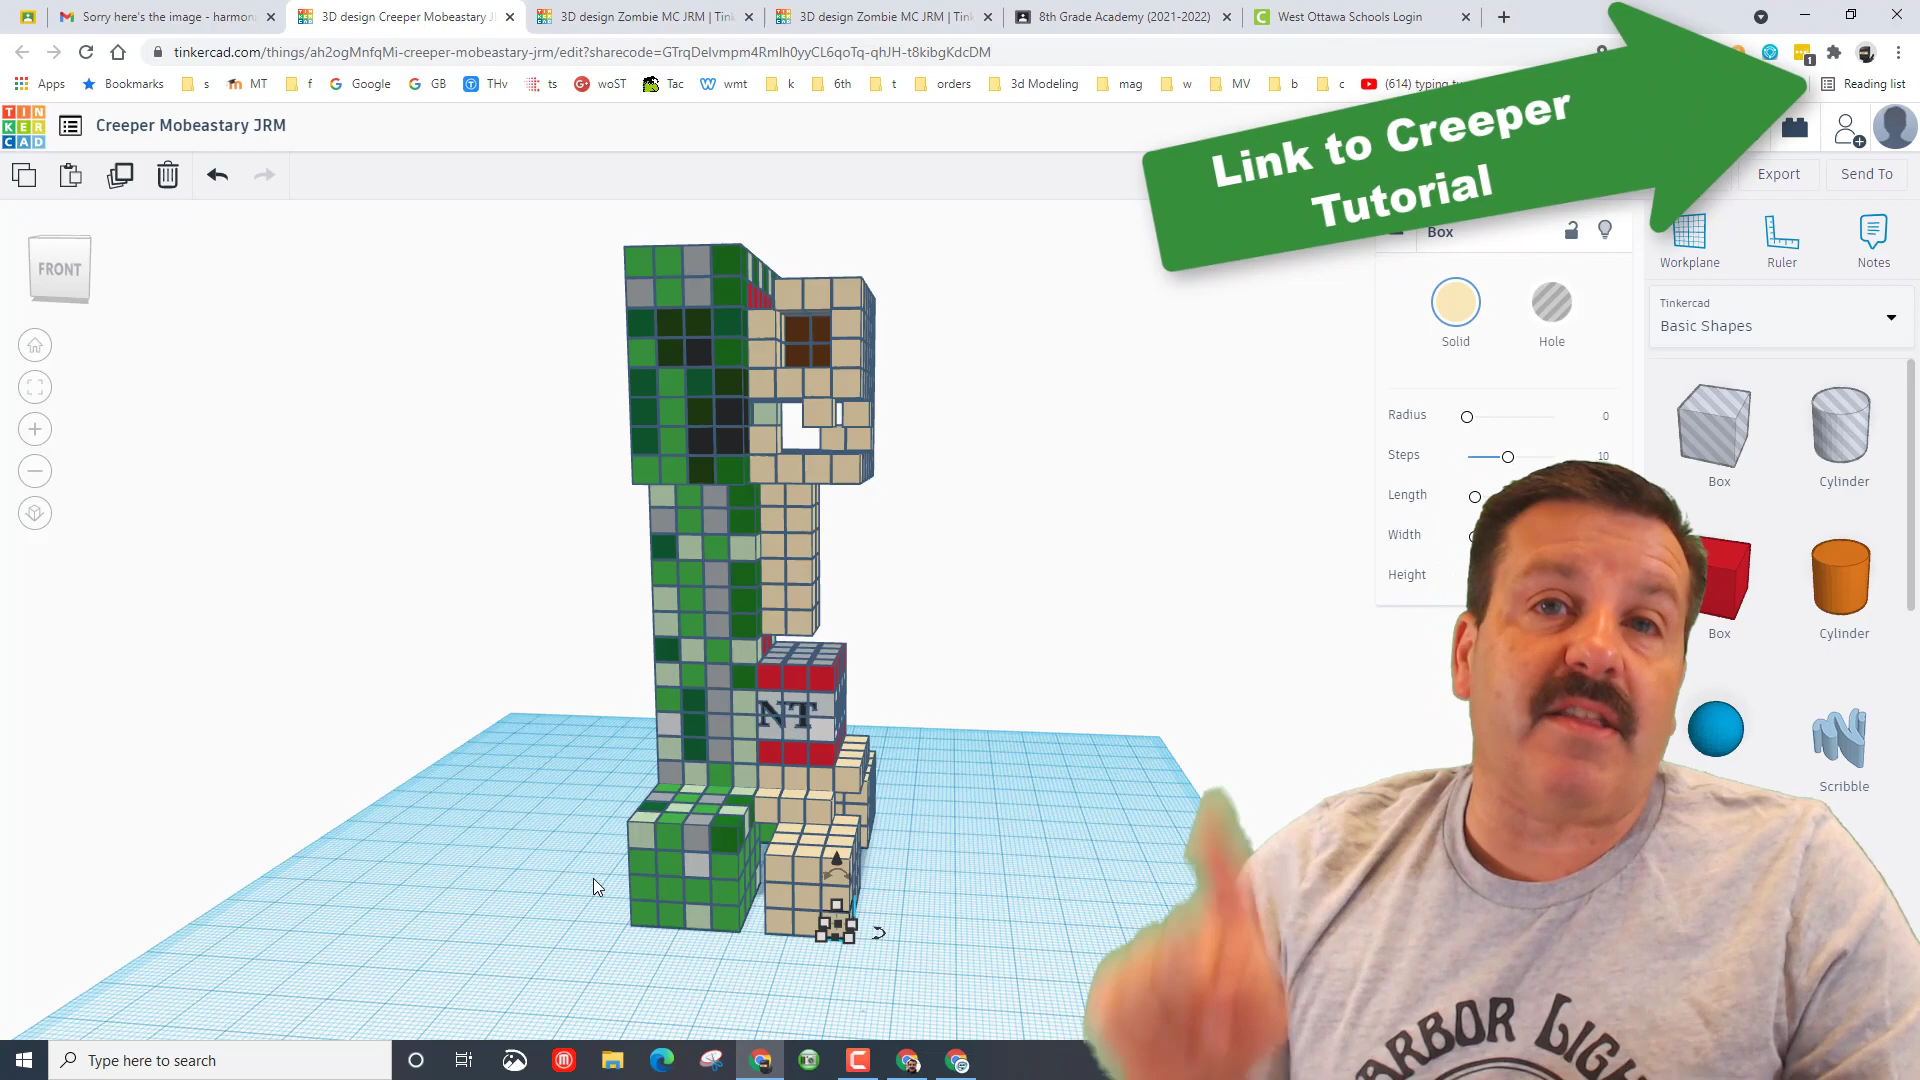 Sorry here's the image - harmon
3D design Creeper Mobeastary J
3D design Zombie MC JRM | Tin
3D design Zombie MC JRM | Tink
8th Grade Academy (2021-2022)
West Ottawa Schools Login
tinkercad.com/things/ah2ogMnfqMi-creeper-mobeastary-jrm/edit?sharecode=GTrqDelvmpm4Rmlh0yyCL6qoTq-qhJH-t8kibgKdcDM
Apps
Bookmarks
s
MT
f
Google
GB
THv
ts
woST
Tac
wmt
k
6th
t
orders
3d Modeling
mag
w
MV
b
c
(614) typing
Reading list
Link to Creeper
Tutorial
TIN
KER
CAD
Creeper Mobeastary JRM
Export
Send To
FRONT
Box
Solid
Hole
Radius
0
Steps
10
Length
Width
Height
Workplane
Ruler
Notes
Tinkercad
Basic Shapes
Box
Cylinder
Box
Cylinder
Scribble
NT
ARBOR LIG
Type here to search